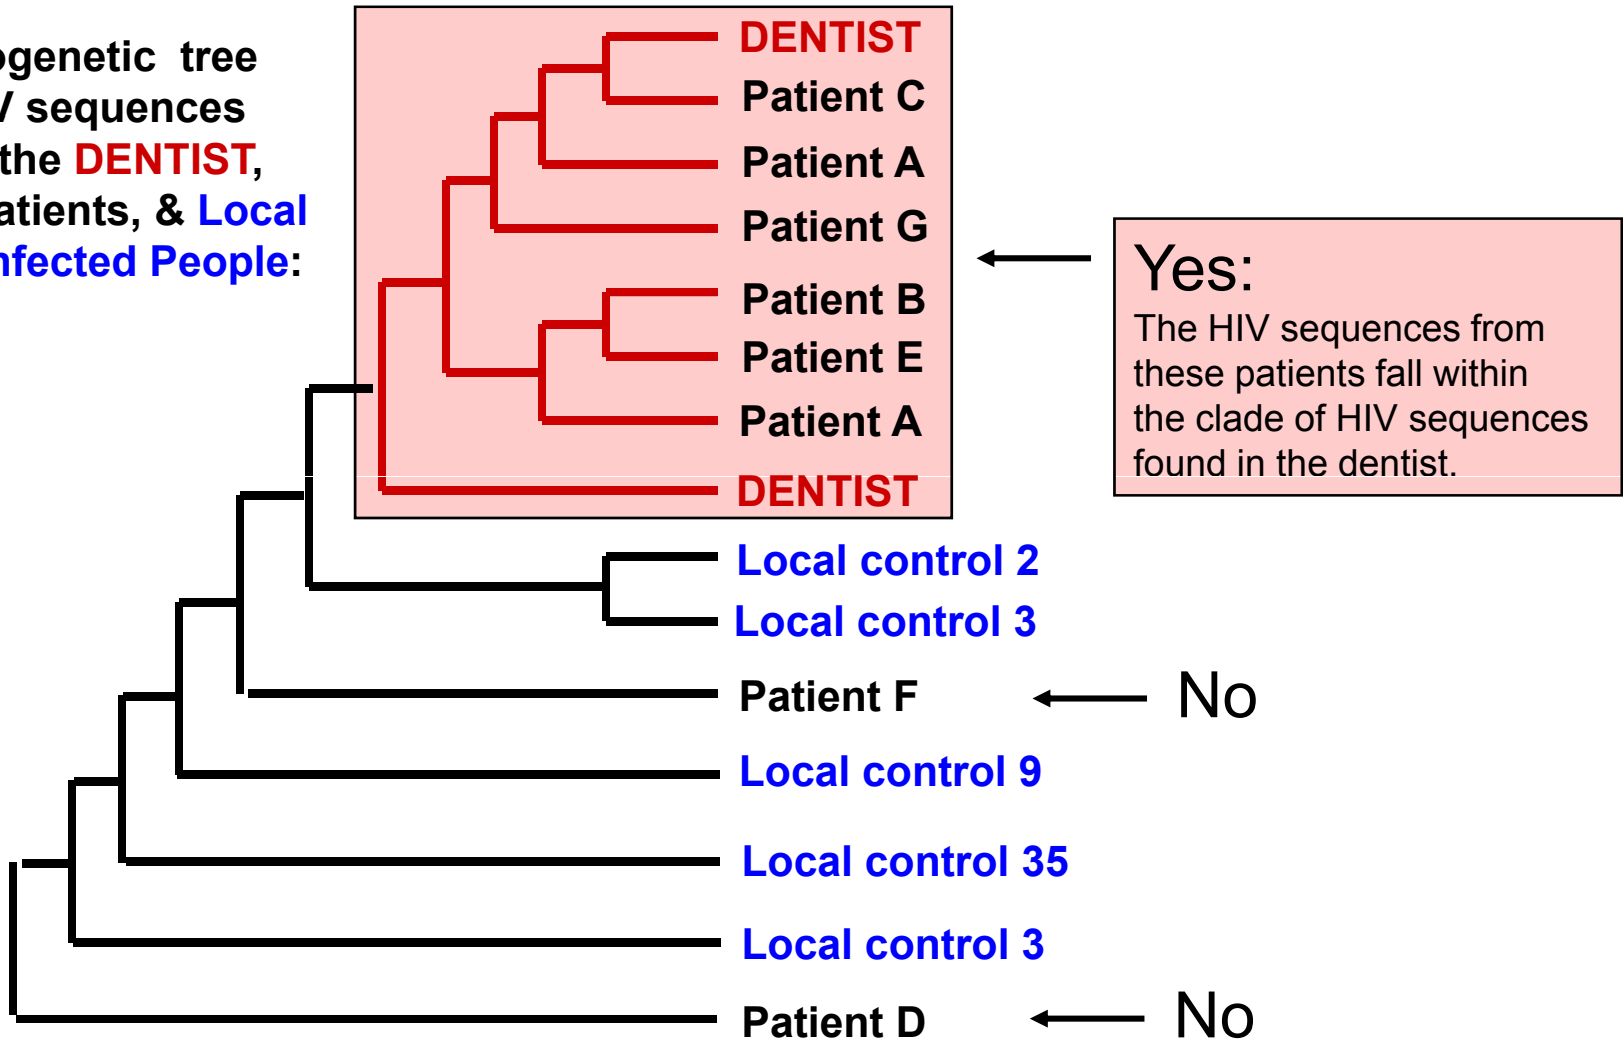 ogenetic tree
V sequences
the DENTIST,
atients, & Local
nfected People:
DENTIST
Patient C
Patient A
Patient G
Patient B
Patient E
Patient A
DENTIST
Yes:
The HIV sequences from
these patients fall within
the clade of HIV sequences
found in the dentist.
Local control 2
Local control 3
Patient F
No
Local control 9
Local control 35
Local control 3
Patient D
No